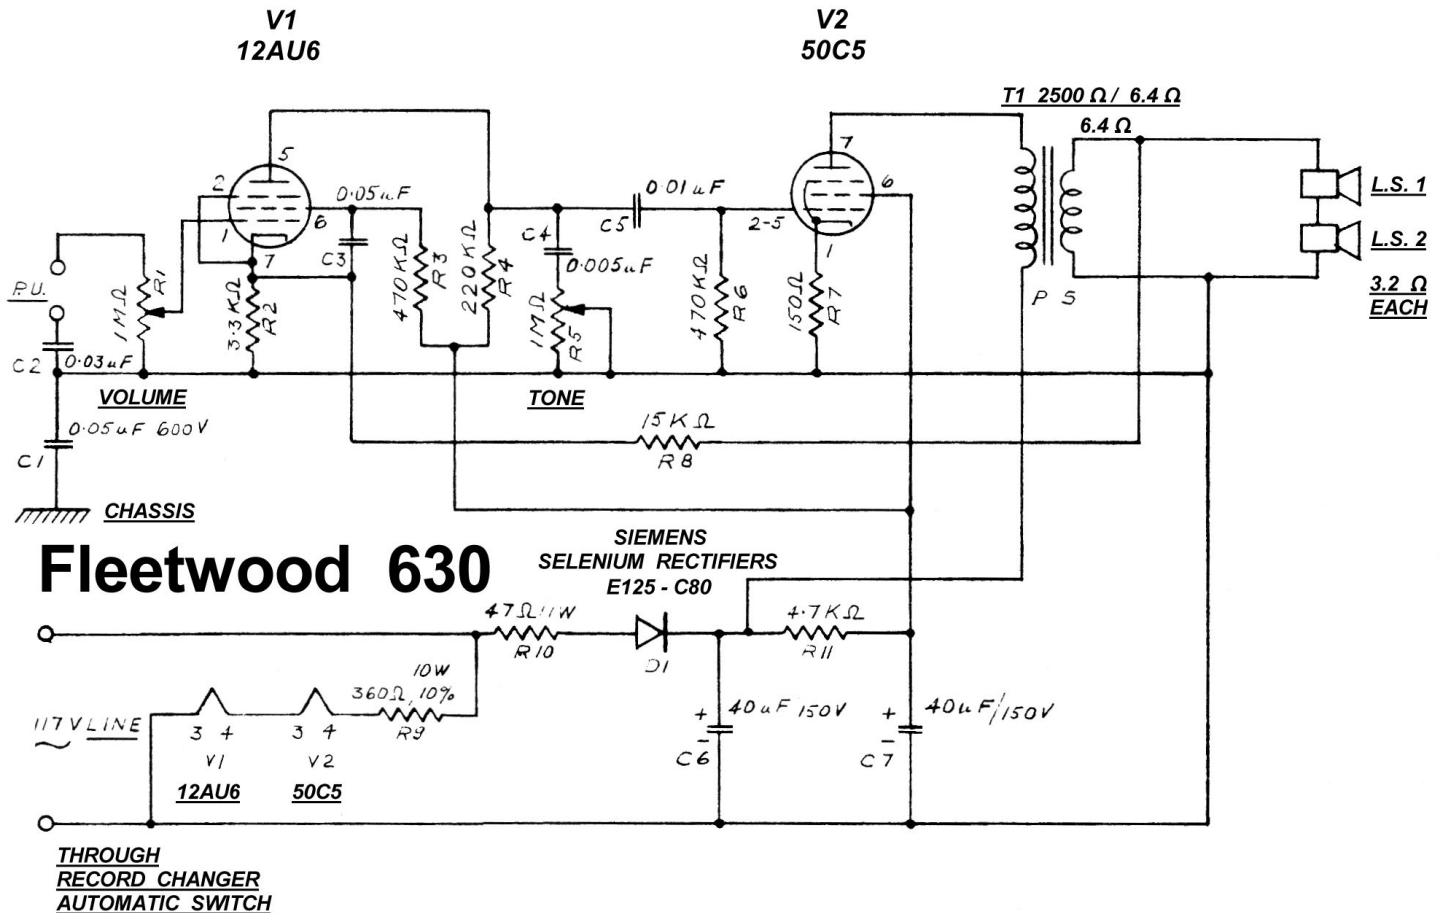 V1
12AU6
V2
50C5
T1 2500 Ω / 6.4 Ω
6.4 Ω
5
7
2
0.05uF
0.01uF
6
L.S. 1
1
6
C5
2-5
C4
1
L.S. 2
7
C3
0.005uF
P.U.
1MΩ
R1
3.3KΩ
R2
470KΩ
R3
220KΩ
R4
1MΩ
R5
470KΩ
R6
150Ω
R7
P S
3.2 Ω
EACH
C2
0.03uF
VOLUME
TONE
0.05uF 600V
15KΩ
C1
R8
CHASSIS
SIEMENS
SELENIUM RECTIFIERS
E125 - C80
Fleetwood 630
47Ω 1W
4.7KΩ
R10
D1
R11
10W
360Ω, 10%
R9
117V LINE
3 4
3 4
V1
V2
12AU6
50C5
+
40uF 150V
-
C6
+
40uF/150V
-
C7
THROUGH
RECORD CHANGER
AUTOMATIC SWITCH